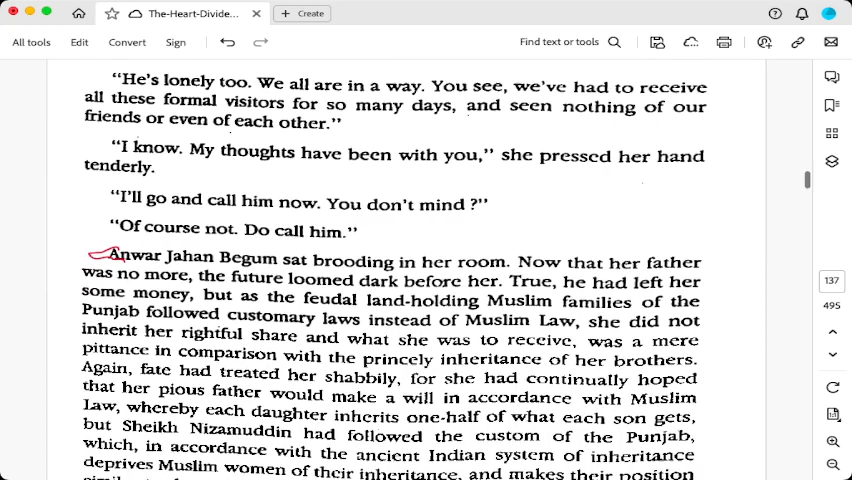 The-Heart-Divide...
Create
All tools
Edit
Convert
Sign
Find text or tools
"He's lonely too. We all are in a way. You see, we've had to receive
all these formal visitors for so many days, and seen nothing of our
friends or even of each other."
"I know. My thoughts have been with you," she pressed her hand
tenderly.
"I'll go and call him now. You don't mind ?"
"Of course not. Do call him."
Anwar Jahan Begum sat brooding in her room. Now that her father
was no more, the future loomed dark before her. True, he had left her
some money, but as the feudal land-holding Muslim families of the
Punjab followed customary laws instead of Muslim Law, she did not
inherit her rightful share and what she was to receive, was a mere
pittance in comparison with the princely inheritance of her brothers.
Again, fate had treated her shabbily, for she had continually hoped
that her pious father would make a will in accordance with Muslim
Law, whereby each daughter inherits one-half of what each son gets,
but Sheikh Nizamuddin had followed the custom of the Punjab,
which, in accordance with the ancient Indian system of inheritance
deprives Muslim women of their inheritance, and makes their position
137
495